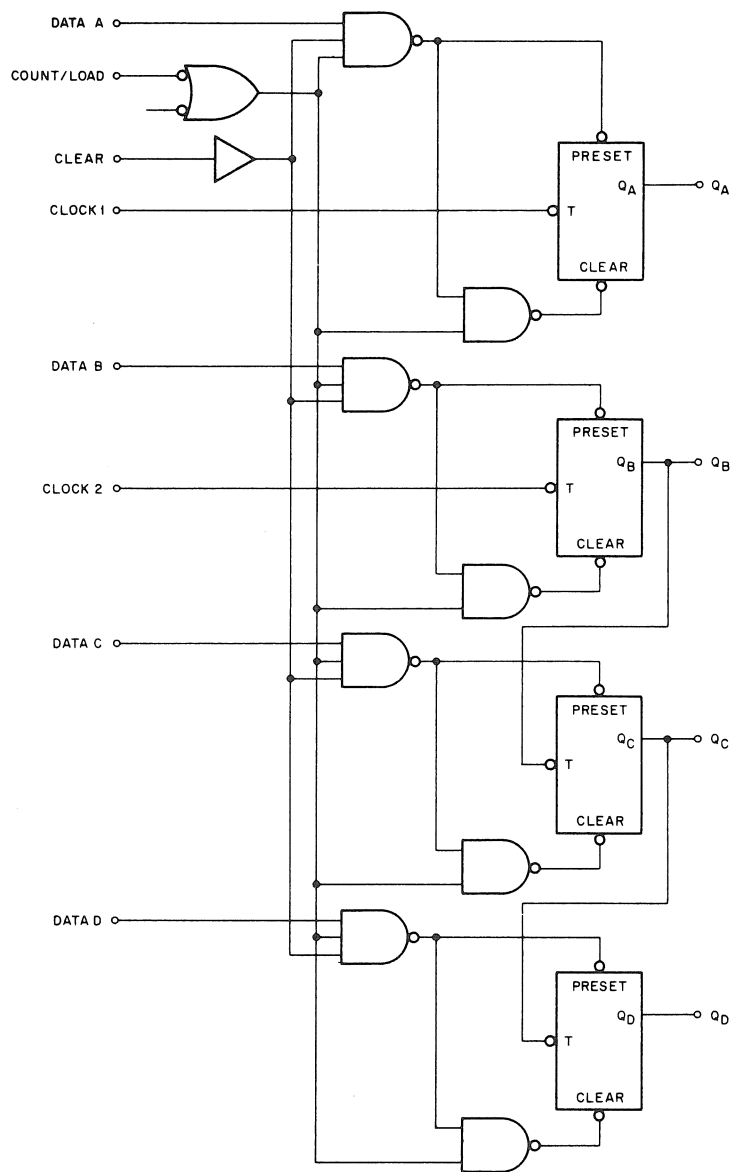 DATA A
COUNT/LOAD
CLEAR
PRESET
QA
QA
CLOCK 1
T
CLEAR
DATA B
PRESET
QB
QB
CLOCK 2
T
CLEAR
DATA C
PRESET
QC
QC
T
CLEAR
DATA D
PRESET
QD
QD
T
CLEAR